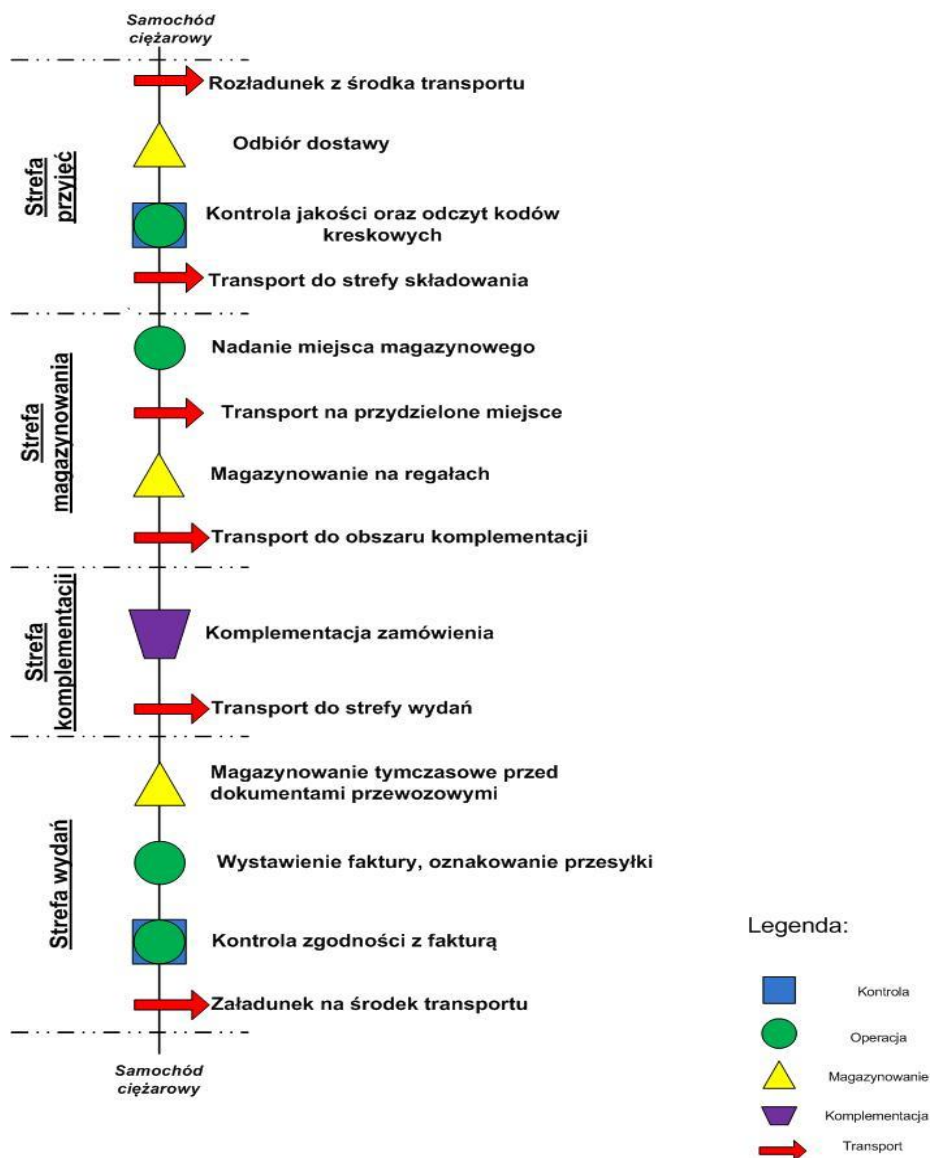 Samochód
ciężarowy
Strefa
przyjęć
Rozładunek z środka transportu
Odbiór dostawy
Kontrola jakości oraz odczyt kodów
kreskowych
Transport do strefy składowania
Strefa
magazynowania
Nadanie miejsca magazynowego
Transport na przydzielone miejsce
Magazynowanie na regałach
Transport do obszaru komplementacji
Strefa
komplementacji
Komplementacja zamówienia
Transport do strefy wydań
Strefa wydań
Magazynowanie tymczasowe przed
dokumentami przewozowymi
Wystawienie faktury, oznakowanie przesyłki
Kontrola zgodności z fakturą
Załadunek na środek transportu
Samochód
ciężarowy
Legenda:
Kontrola
Operacja
Magazynowanie
Komplementacja
Transport